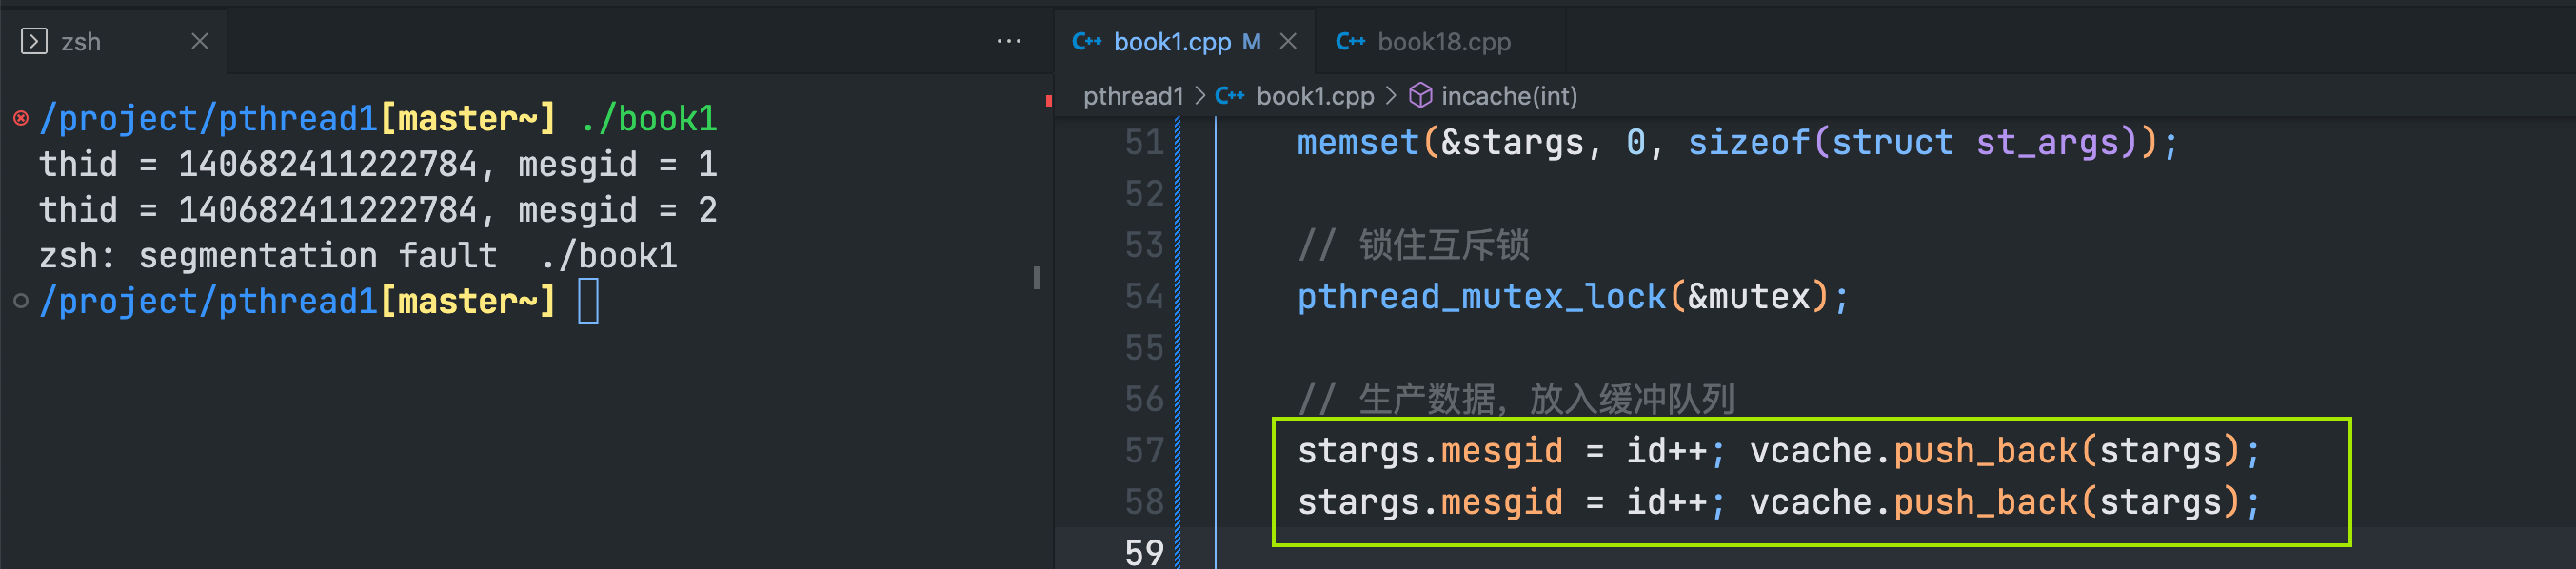 zsh
/project/pthread1[master~] ./book1
thid = 140682411222784, mesgid = 1
thid = 140682411222784, mesgid = 2
zsh: segmentation fault  ./book1
/project/pthread1[master~]
C++ book1.cpp M
C++ book18.cpp
pthread1 > C++ book1.cpp > incache(int)
51 memset(&stargs, 0, sizeof(struct st_args));
52
53 // 锁住互斥锁
54 pthread_mutex_lock(&mutex);
55
56 // 生产数据，放入缓冲队列
57 stargs.mesgid = id++; vcache.push_back(stargs);
58 stargs.mesgid = id++; vcache.push_back(stargs);
59